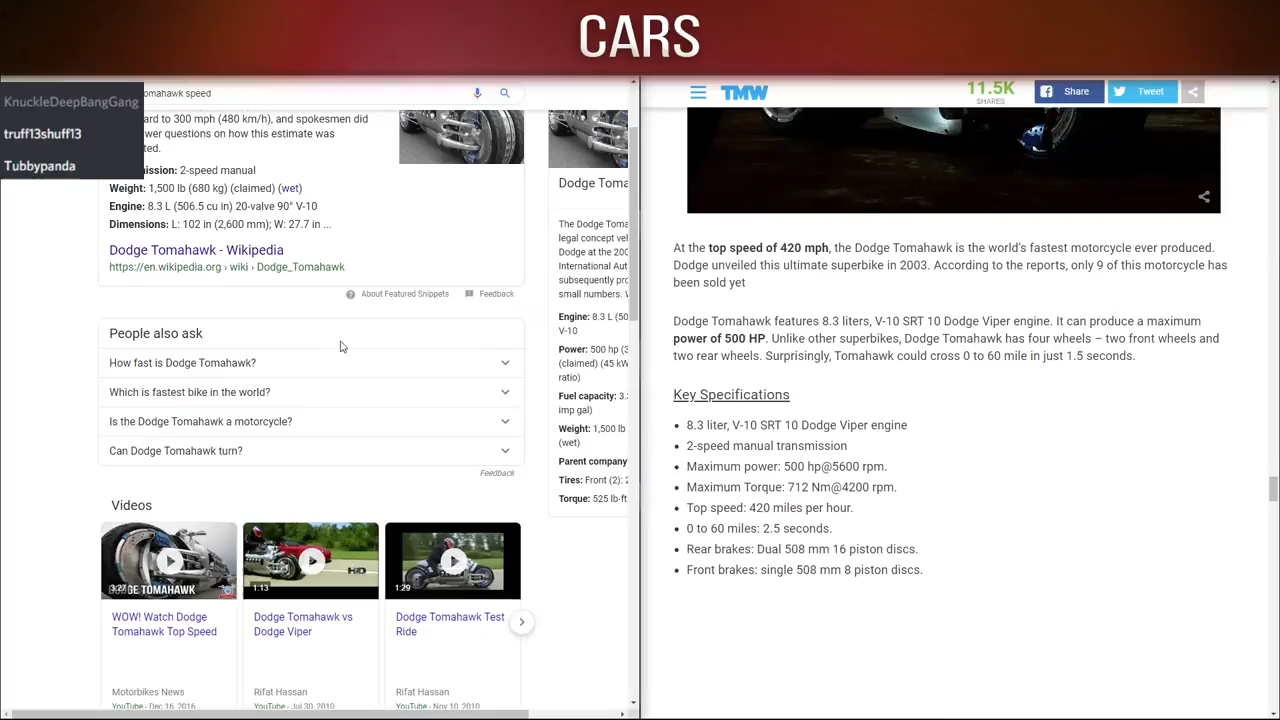 CARS
KnuckleDeepBangGang
truff13shuff13
Tubbypanda
omahawk speed
ard to 300 mph (480 km/h), and spokesmen did
wer questions on how this estimate was
ted.
ission: 2-speed manual
Weight: 1,500 lb (680 kg) (claimed) (wet)
Engine: 8.3 L (506.5 cu in) 20-valve 90° V-10
Dimensions: L: 102 in (2,600 mm); W: 27.7 in ...
Dodge Tomahawk - Wikipedia
https://en.wikipedia.org › wiki › Dodge_Tomahawk
About Featured Snippets
Feedback
People also ask
How fast is Dodge Tomahawk?
Which is fastest bike in the world?
Is the Dodge Tomahawk a motorcycle?
Can Dodge Tomahawk turn?
Feedback
Videos
3:27
DODGE TOMAHAWK
1:13
HD
1:29
WOW! Watch Dodge
Tomahawk Top Speed
Dodge Tomahawk vs
Dodge Viper
Dodge Tomahawk Test
Ride
Motorbikes News
YouTube - Dec 16, 2016
Rifat Hassan
YouTube - Jul 30, 2010
Rifat Hassan
YouTube - Nov 10, 2010
Dodge Toma
The Dodge Toma
legal concept vel
Dodge at the 200
International Aut
subsequently pro
small numbers.
Engine: 8.3 L (50
V-10
Power: 500 hp (3
(claimed) (45 kW
ratio)
Fuel capacity: 3.
imp gal)
Weight: 1,500 lb
(wet)
Parent company
Tires: Front (2): 2
Torque: 525 lb·ft
TMW
11.5K
SHARES
Share
Tweet
At the top speed of 420 mph, the Dodge Tomahawk is the world's fastest motorcycle ever produced.
Dodge unveiled this ultimate superbike in 2003. According to the reports, only 9 of this motorcycle has
been sold yet
Dodge Tomahawk features 8.3 liters, V-10 SRT 10 Dodge Viper engine. It can produce a maximum
power of 500 HP. Unlike other superbikes, Dodge Tomahawk has four wheels – two front wheels and
two rear wheels. Surprisingly, Tomahawk could cross 0 to 60 mile in just 1.5 seconds.
Key Specifications
8.3 liter, V-10 SRT 10 Dodge Viper engine
2-speed manual transmission
Maximum power: 500 hp@5600 rpm.
Maximum Torque: 712 Nm@4200 rpm.
Top speed: 420 miles per hour.
0 to 60 miles: 2.5 seconds.
Rear brakes: Dual 508 mm 16 piston discs.
Front brakes: single 508 mm 8 piston discs.